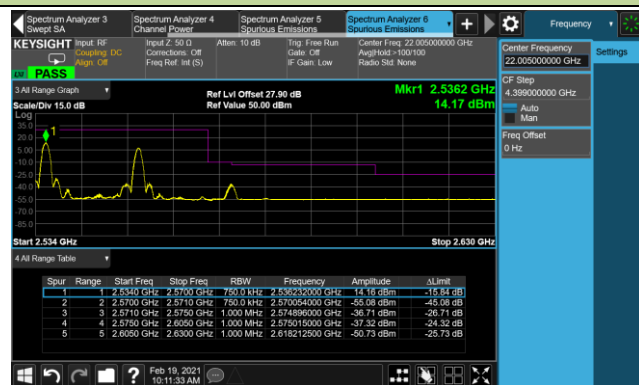 Spectrum Analyzer 3
Swept SA
Spectrum Analyzer 4
Channel Power
Spectrum Analyzer 5
Spurious Emissions
Spectrum Analyzer 6
Spurious Emissions
Frequency
KEYSIGHT
Input: RF
Coupling: DC
Align: Off
Input Z: 50 Ω
Corrections: Off
Freq Ref: Int (S)
Atten: 10 dB
Trig: Free Run
Gate: Off
IF Gain: Low
Center Freq: 22.005000000 GHz
Avg|Hold:>100/100
Radio Std: None
PASS
Center Frequency
22.005000000 GHz
Settings
CF Step
4.399000000 GHz
Auto
Man
Freq Offset
0 Hz
3 All Range Graph
Scale/Div 15.0 dB
Ref Lvl Offset 27.90 dB
Ref Value 50.00 dBm
Mkr1 2.5362 GHz
14.17 dBm
Log
35.0
20.0
5.00
-10.0
-25.0
-40.0
-55.0
-70.0
-85.0
1
Start 2.534 GHz
Stop 2.630 GHz
4 All Range Table
Spur Range Start Freq Stop Freq RBW Frequency Amplitude ΔLimit
1 1 2.5340 GHz 2.5700 GHz 750.0 kHz 2.536232000 GHz 14.16 dBm -15.84 dB
2 2 2.5700 GHz 2.5710 GHz 750.0 kHz 2.570054000 GHz -55.08 dBm -45.08 dB
3 3 2.5710 GHz 2.5750 GHz 1.000 MHz 2.574896000 GHz -36.71 dBm -26.71 dB
4 4 2.5750 GHz 2.6050 GHz 1.000 MHz 2.575015000 GHz -37.32 dBm -24.32 dB
5 5 2.6050 GHz 2.6300 GHz 1.000 MHz 2.618212500 GHz -50.73 dBm -25.73 dB
Feb 19, 2021
10:11:33 AM